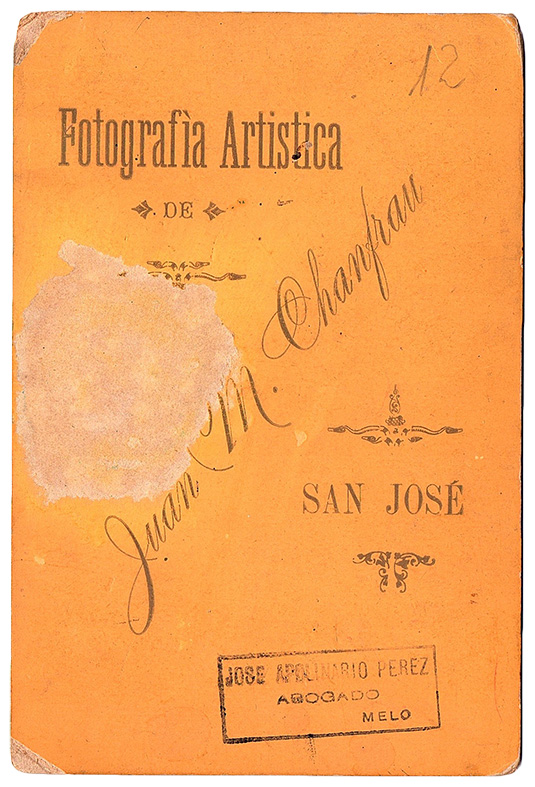 12
Fotografìa Artistica
DE
Juan M. Chanfrau
SAN JOSÉ
JOSE APOLINARIO PEREZ
ABOGADO
MELO